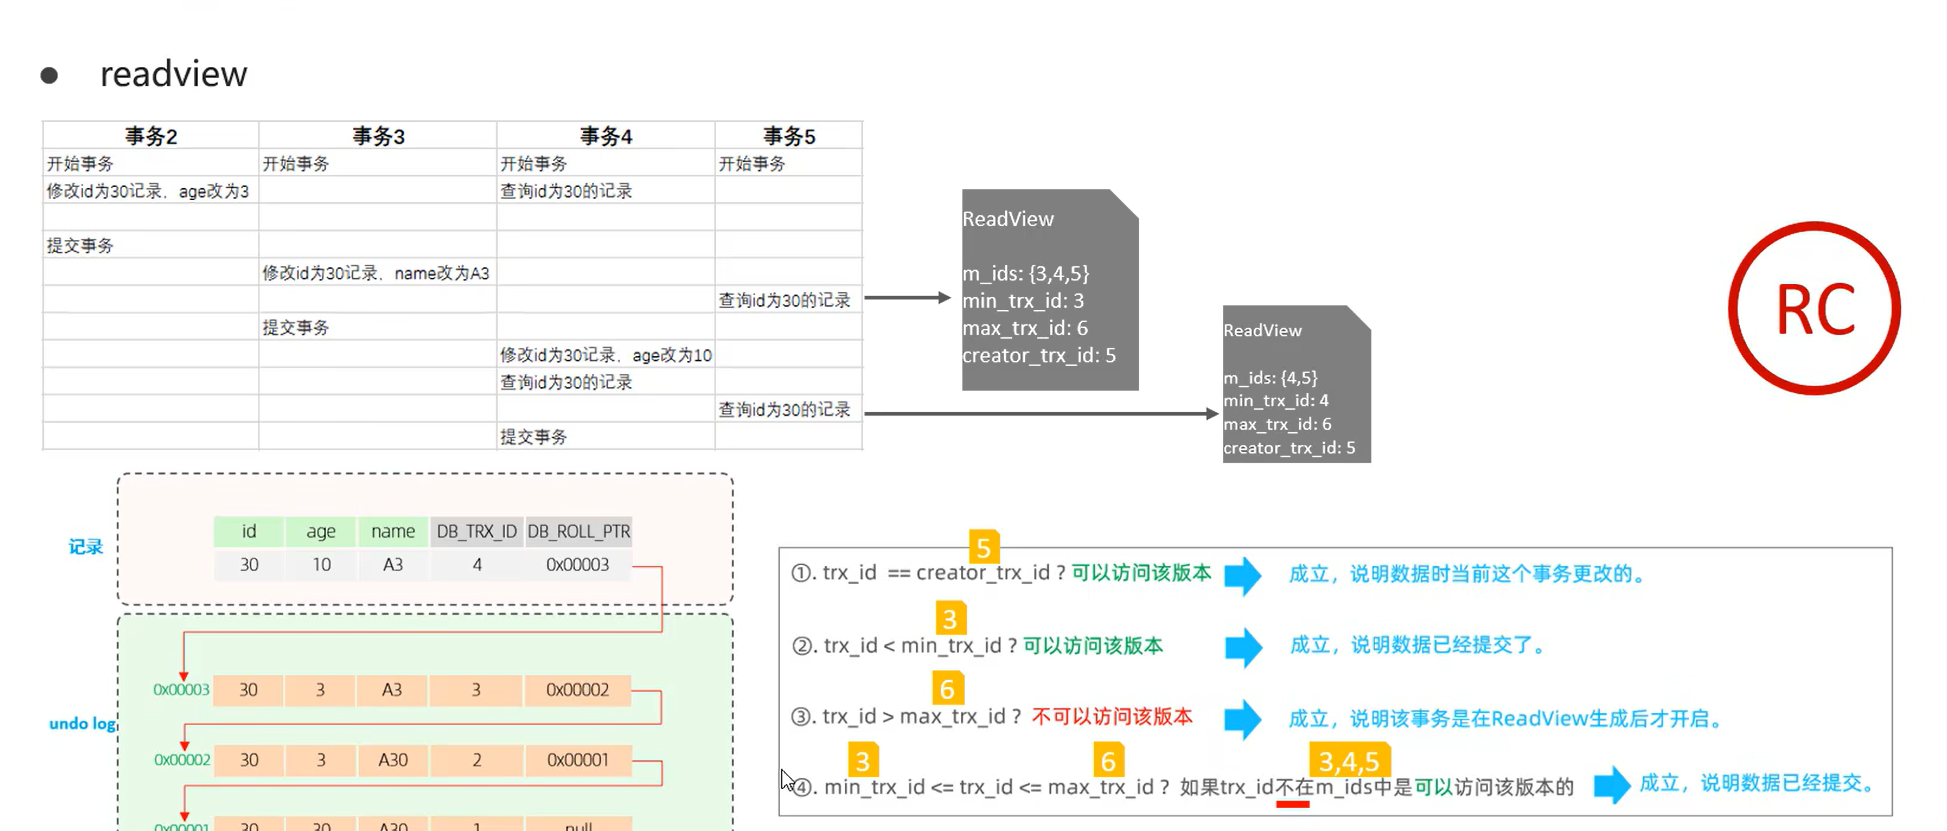 ● readview
事务2 事务3 事务4 事务5
开始事务 开始事务 开始事务 开始事务
修改id为30记录，age改为3 查询id为30的记录
提交事务
修改id为30记录，name改为A3
查询id为30的记录
提交事务
修改id为30记录，age改为10
查询id为30的记录
查询id为30的记录
提交事务
ReadView
m_ids: {3,4,5}
min_trx_id: 3
max_trx_id: 6
creator_trx_id: 5
ReadView
m_ids: {4,5}
min_trx_id: 4
max_trx_id: 6
creator_trx_id: 5
RC
记录
id age name DB_TRX_ID DB_ROLL_PTR
30 10 A3 4 0x00003
undo log
0x00003 30 3 A3 3 0x00002
0x00002 30 3 A30 2 0x00001
0x00001 30 30 A30 1 null
5
①. trx_id == creator_trx_id ? 可以访问该版本 成立，说明数据时当前这个事务更改的。
3
②. trx_id < min_trx_id ? 可以访问该版本 成立，说明数据已经提交了。
6
③. trx_id > max_trx_id ? 不可以访问该版本 成立，说明该事务是在ReadView生成后才开启。
3 6 3,4,5
④. min_trx_id <= trx_id <= max_trx_id ? 如果trx_id不在m_ids中是可以访问该版本的 成立，说明数据已经提交。